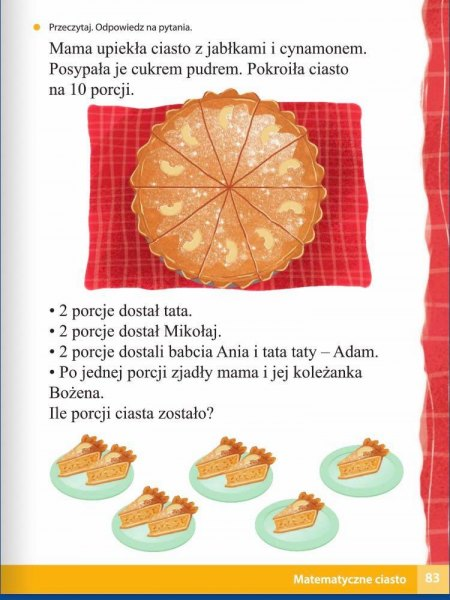 Przeczytaj. Odpowiedz na pytania.
Mama upiekła ciasto z jabłkami i cynamonem.
Posypała je cukrem pudrem. Pokroiła ciasto
na 10 porcji.
• 2 porcje dostał tata.
• 2 porcje dostał Mikołaj.
• 2 porcje dostali babcia Ania i tata taty – Adam.
• Po jednej porcji zjadły mama i jej koleżanka
Bożena.
Ile porcji ciasta zostało?
Matematyczne ciasto 83